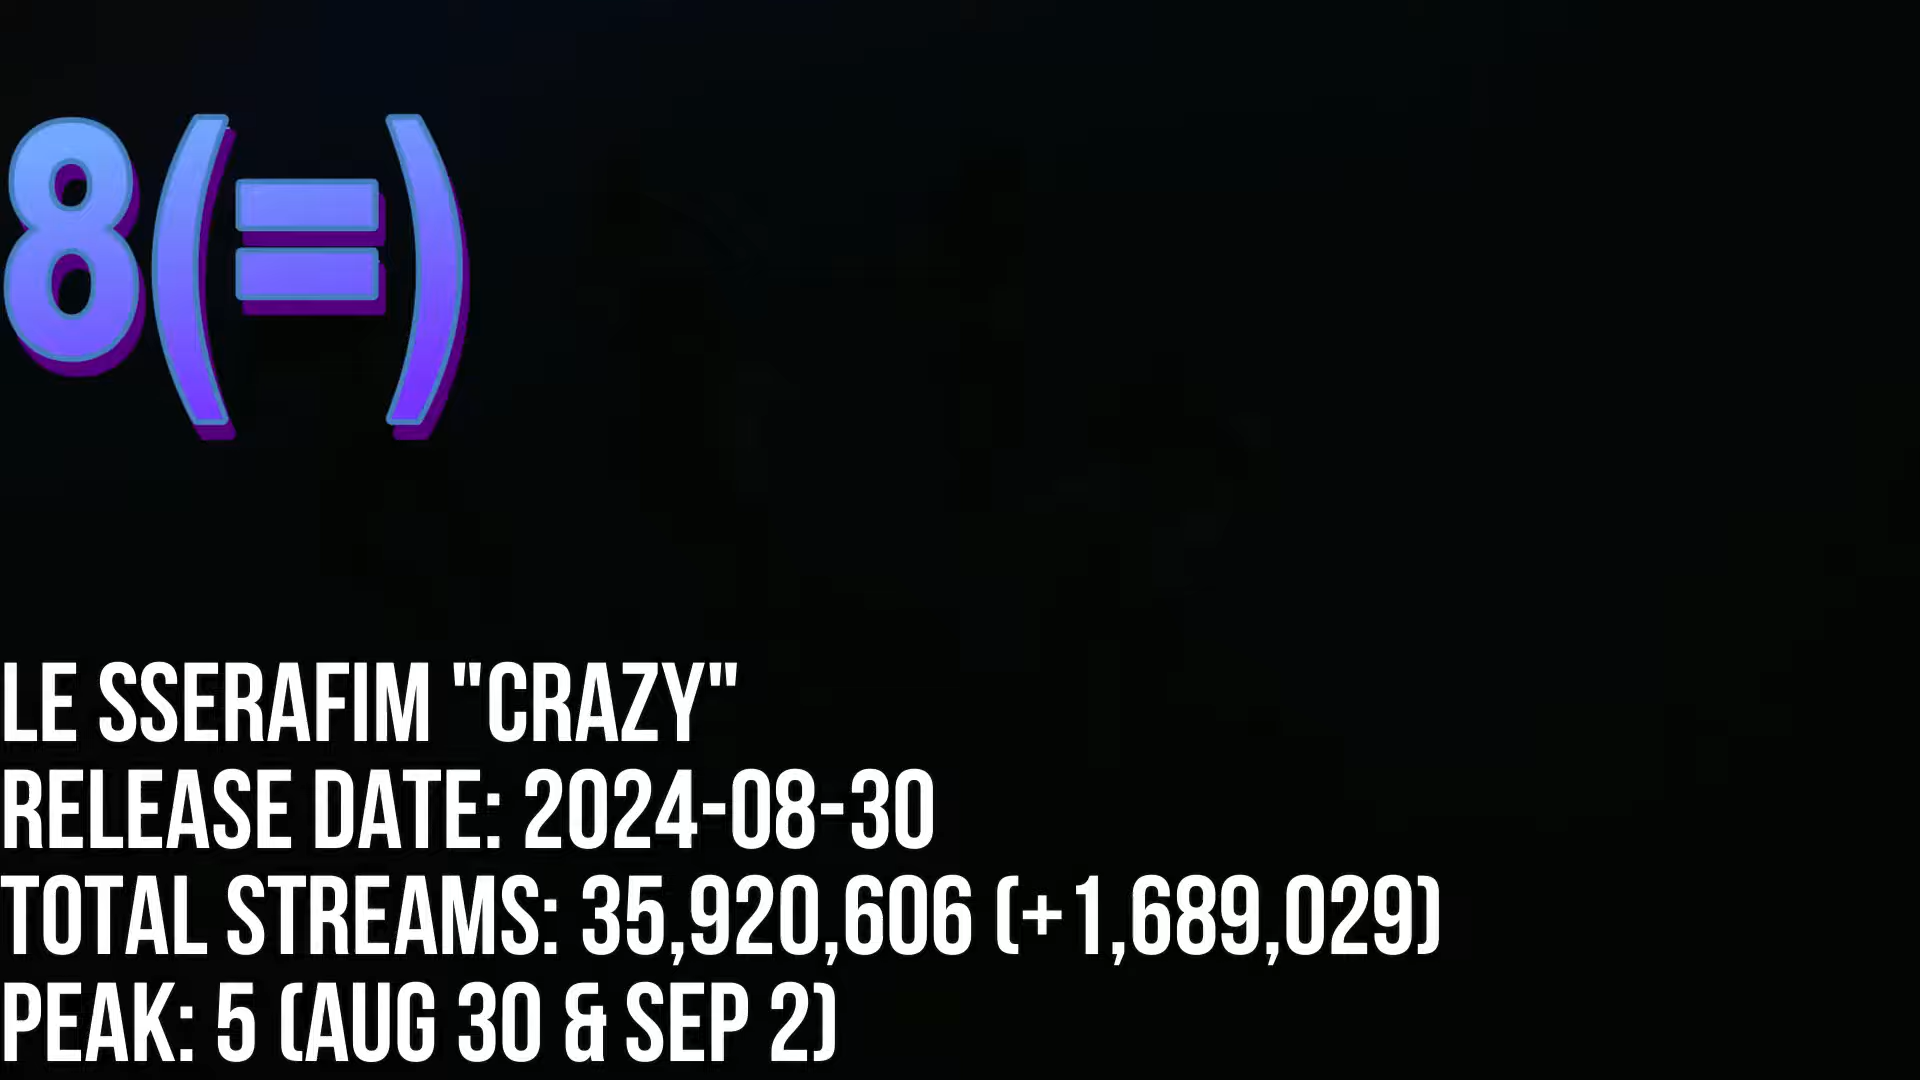 8(=)
LE SSERAFIM "CRAZY"
RELEASE DATE: 2024-08-30
TOTAL STREAMS: 35,920,606 (+1,689,029)
PEAK: 5 (AUG 30 & SEP 2)